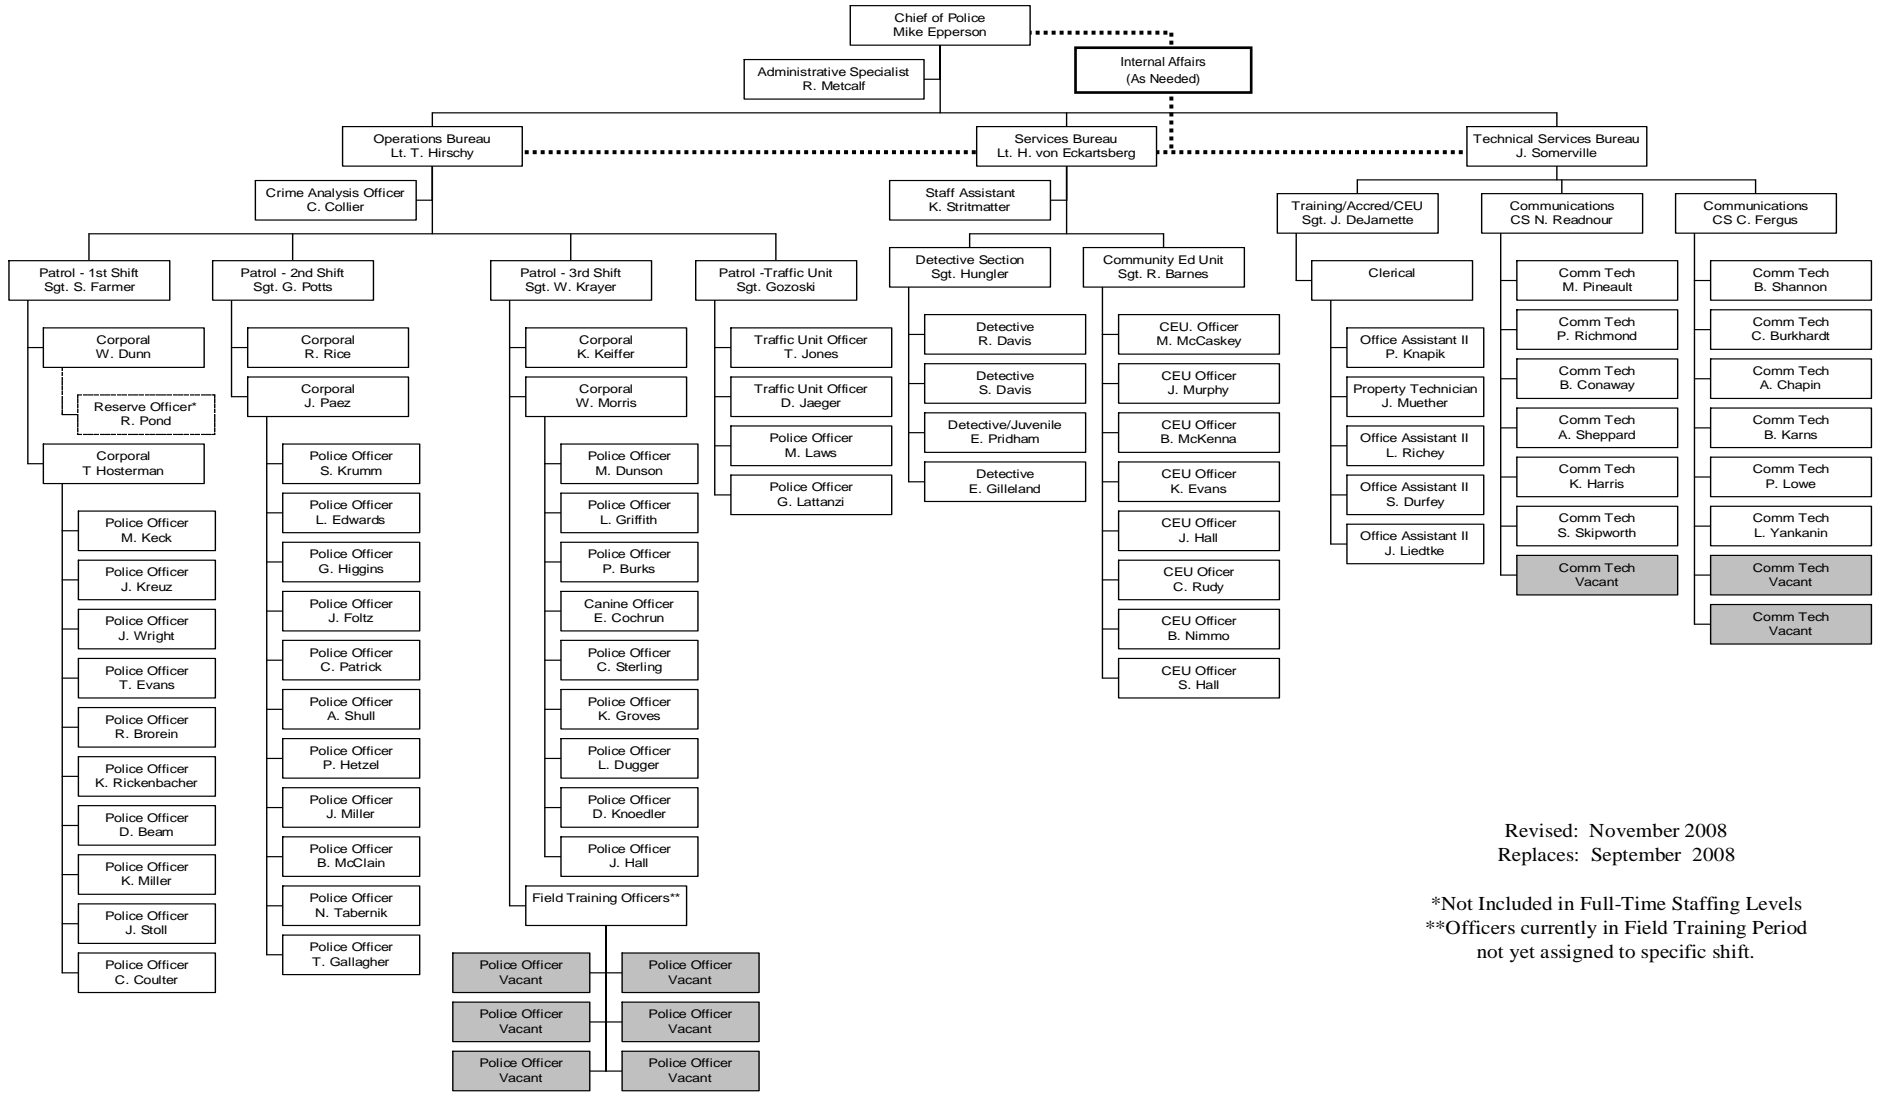 Chief of Police
Mike Epperson
Internal Affairs
(As Needed)
Administrative Specialist
R. Metcalf
Operations Bureau
Lt. T. Hirschy
Services Bureau
Lt. H. von Eckartsberg
Technical Services Bureau
J. Somerville
Crime Analysis Officer
C. Collier
Staff Assistant
K. Stritmatter
Training/Accred/CEU
Sgt. J. DeJarnette
Communications
CS N. Readnour
Communications
CS C. Fergus
Patrol - 1st Shift
Sgt. S. Farmer
Patrol - 2nd Shift
Sgt. G. Potts
Patrol - 3rd Shift
Sgt. W. Krayer
Patrol -Traffic Unit
Sgt. Gozoski
Detective Section
Sgt. Hungler
Community Ed Unit
Sgt. R. Barnes
Clerical
Corporal
W. Dunn
Reserve Officer*
R. Pond
Corporal
T Hosterman
Police Officer
M. Keck
Police Officer
J. Kreuz
Police Officer
J. Wright
Police Officer
T. Evans
Police Officer
R. Brorein
Police Officer
K. Rickenbacher
Police Officer
D. Beam
Police Officer
K. Miller
Police Officer
J. Stoll
Police Officer
C. Coulter
Corporal
R. Rice
Corporal
J. Paez
Police Officer
S. Krumm
Police Officer
L. Edwards
Police Officer
G. Higgins
Police Officer
J. Foltz
Police Officer
C. Patrick
Police Officer
A. Shull
Police Officer
P. Hetzel
Police Officer
J. Miller
Police Officer
B. McClain
Police Officer
N. Tabernik
Police Officer
T. Gallagher
Corporal
K. Keiffer
Corporal
W. Morris
Police Officer
M. Dunson
Police Officer
L. Griffith
Police Officer
P. Burks
Canine Officer
E. Cochrun
Police Officer
C. Sterling
Police Officer
K. Groves
Police Officer
L. Dugger
Police Officer
D. Knoedler
Police Officer
J. Hall
Field Training Officers**
Police Officer
Vacant
Police Officer
Vacant
Police Officer
Vacant
Police Officer
Vacant
Police Officer
Vacant
Police Officer
Vacant
Traffic Unit Officer
T. Jones
Traffic Unit Officer
D. Jaeger
Police Officer
M. Laws
Police Officer
G. Lattanzi
Detective
R. Davis
Detective
S. Davis
Detective/Juvenile
E. Pridham
Detective
E. Gilleland
CEU. Officer
M. McCaskey
CEU Officer
J. Murphy
CEU Officer
B. McKenna
CEU Officer
K. Evans
CEU Officer
J. Hall
CEU Oficer
C. Rudy
CEU Officer
B. Nimmo
CEU Officer
S. Hall
Office Assistant II
P. Knapik
Property Technician
J. Muether
Office Assistant II
L. Richey
Office Assistant II
S. Durfey
Office Assistant II
J. Liedtke
Comm Tech
M. Pineault
Comm Tech
P. Richmond
Comm Tech
B. Conaway
Comm Tech
A. Sheppard
Comm Tech
K. Harris
Comm Tech
S. Skipworth
Comm Tech
Vacant
Comm Tech
B. Shannon
Comm Tech
C. Burkhardt
Comm Tech
A. Chapin
Comm Tech
B. Karns
Comm Tech
P. Lowe
Comm Tech
L. Yankanin
Comm Tech
Vacant
Comm Tech
Vacant
Revised: November 2008
Replaces: September 2008
*Not Included in Full-Time Staffing Levels
**Officers currently in Field Training Period
not yet assigned to specific shift.